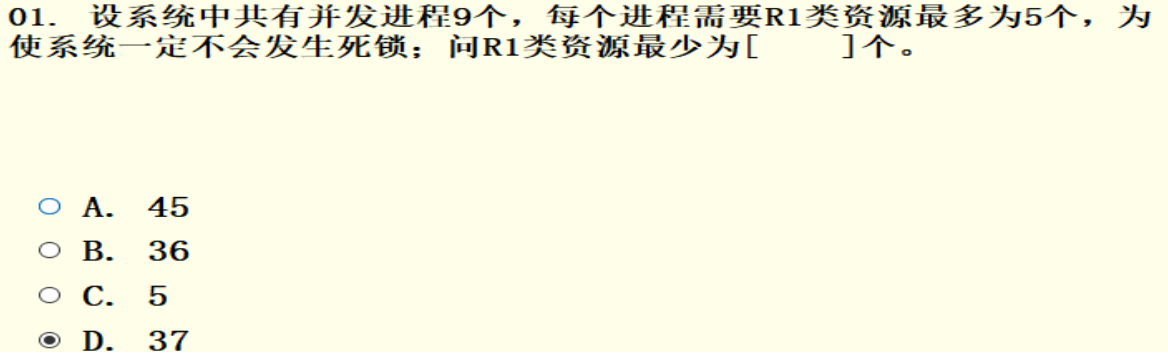 01. 设系统中共有并发进程9个，每个进程需要R1类资源最多为5个，为
使系统一定不会发生死锁；问R1类资源最少为[ ]个。
A. 45
B. 36
C. 5
D. 37